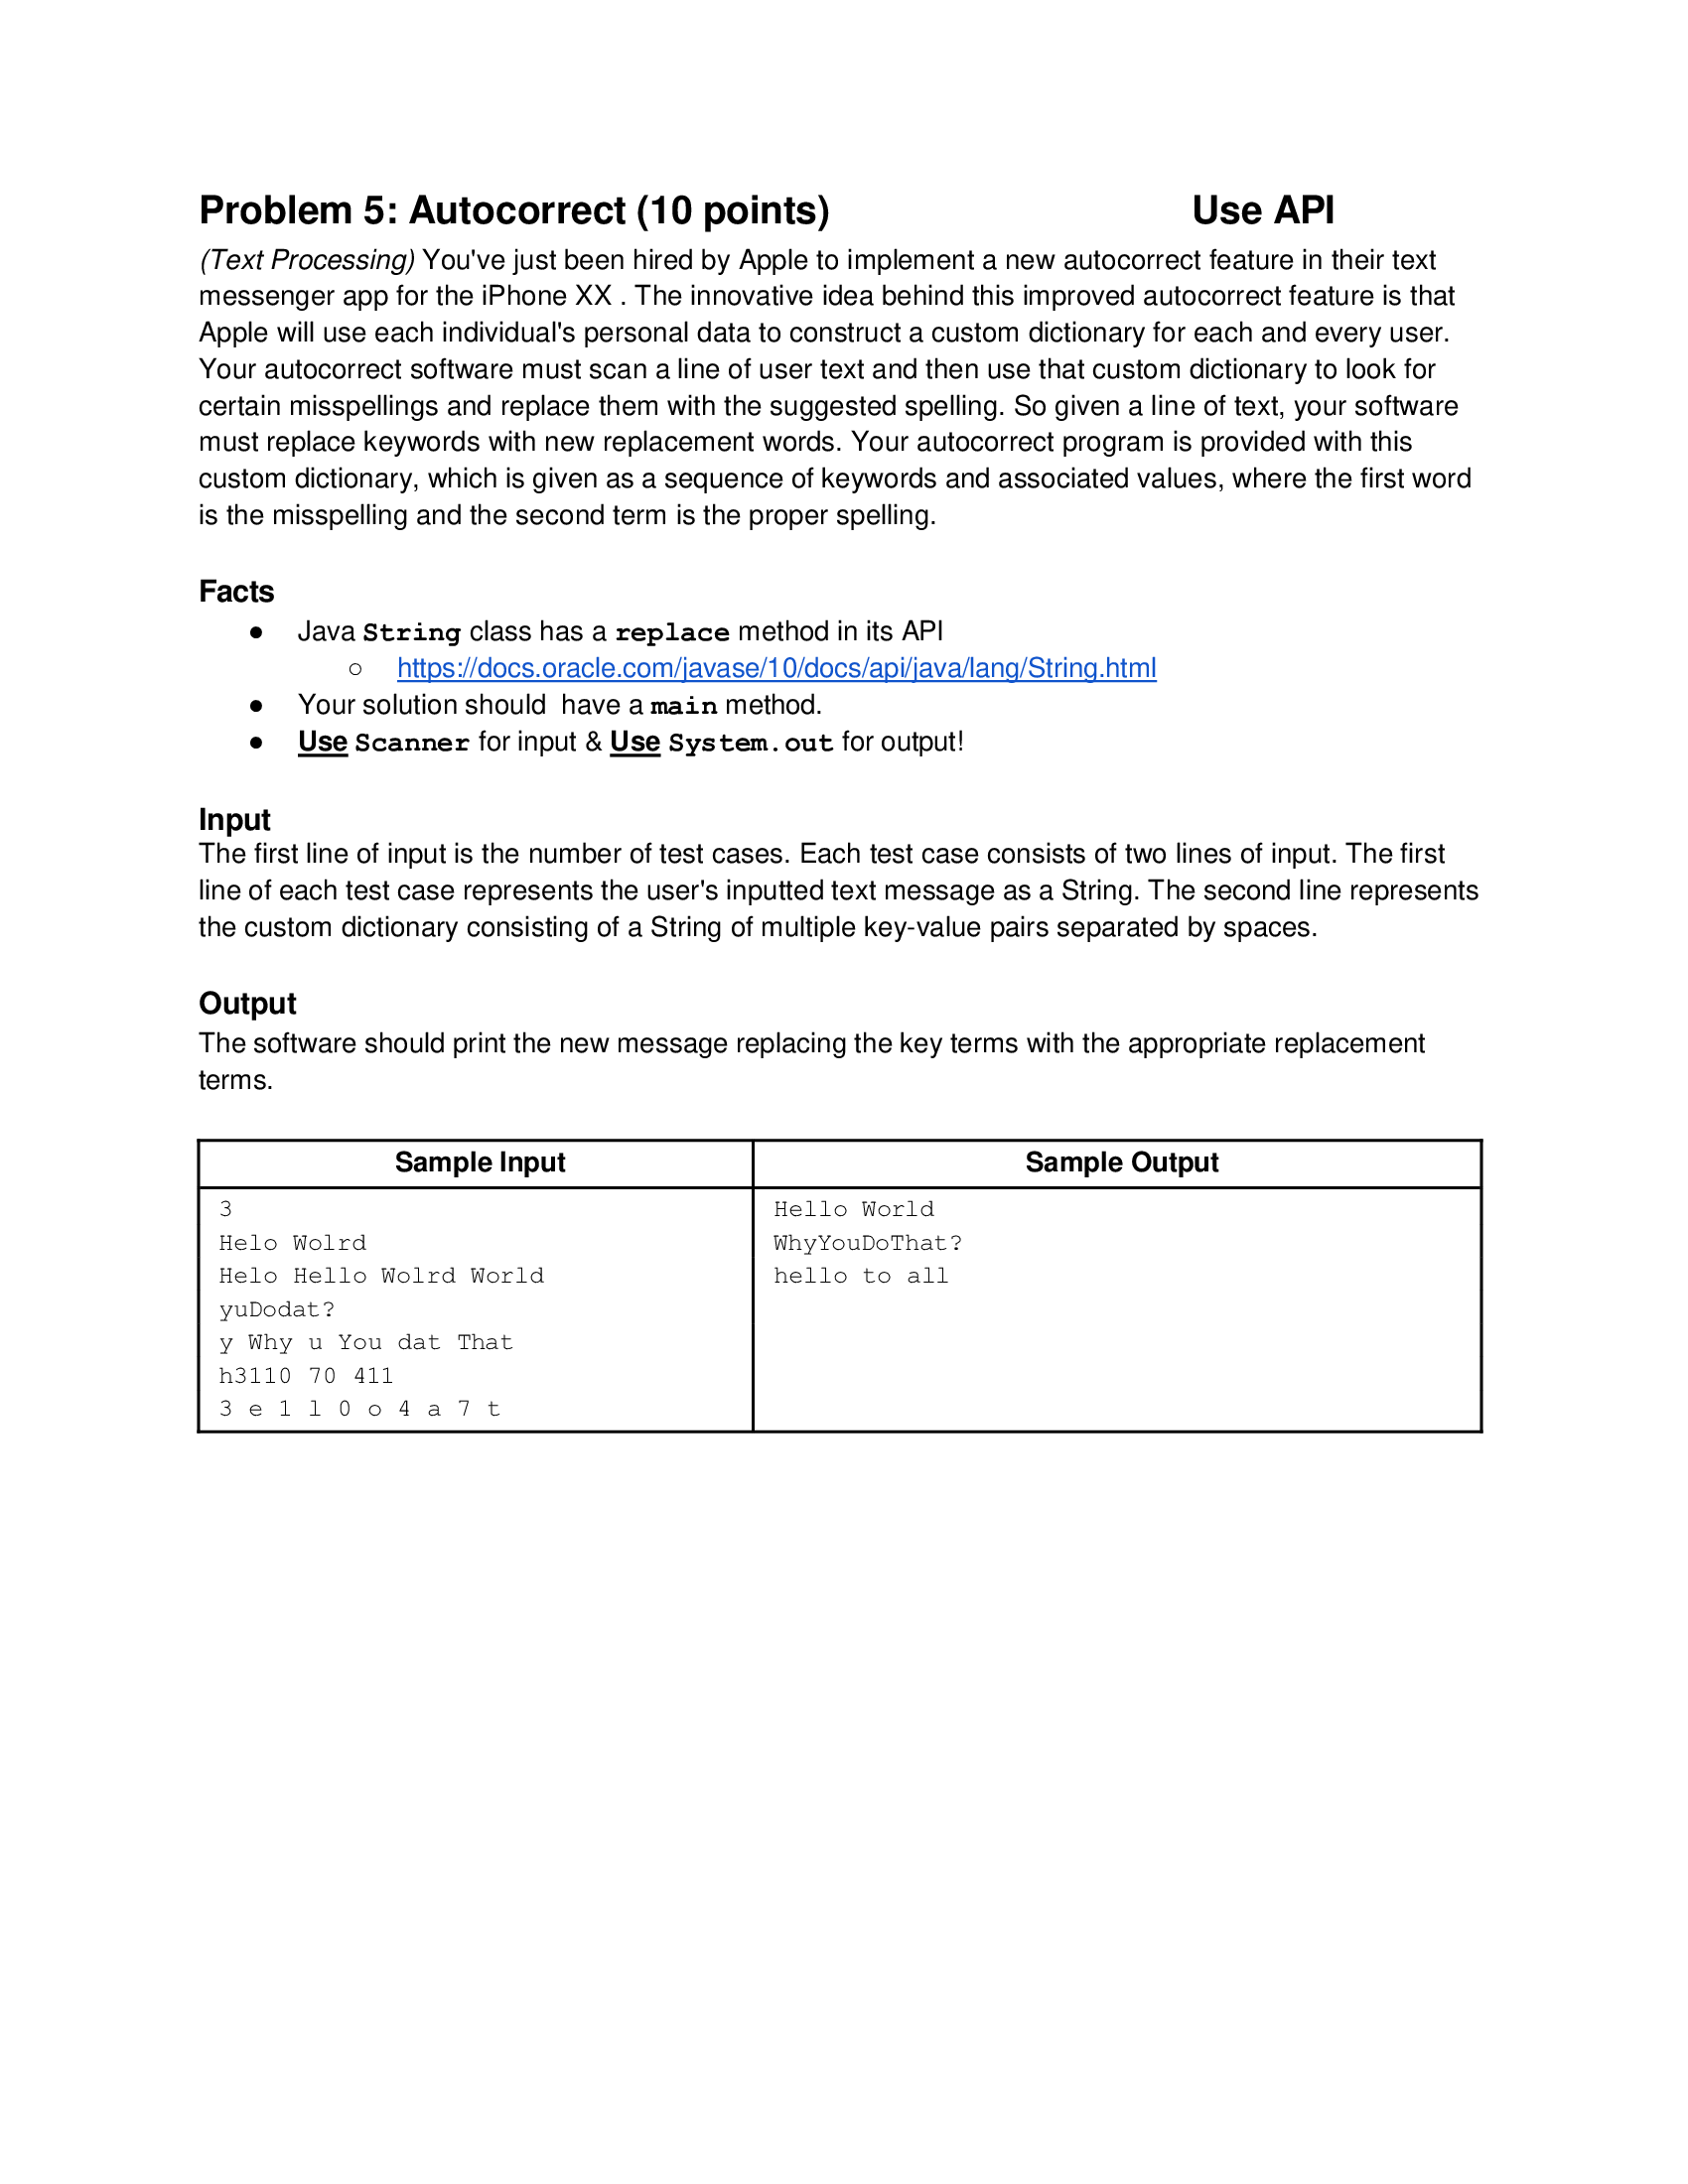 Problem 5: Autocorrect (10 points) Use API
(Text Processing) You've just been hired by Apple to implement a new autocorrect feature in their text
messenger app for the iPhone XX . The innovative idea behind this improved autocorrect feature is that
Apple will use each individual's personal data to construct a custom dictionary for each and every user.
Your autocorrect software must scan a line of user text and then use that custom dictionary to look for
certain misspellings and replace them with the suggested spelling. So given a line of text, your software
must replace keywords with new replacement words. Your autocorrect program is provided with this
custom dictionary, which is given as a sequence of keywords and associated values, where the first word
is the misspelling and the second term is the proper spelling.
Facts
● Java String class has a replace method in its API
○ https://docs.oracle.com/javase/10/docs/api/java/lang/String.html
● Your solution should  have a main method.
● Use Scanner for input & Use System.out for output!
Input
The first line of input is the number of test cases. Each test case consists of two lines of input. The first
line of each test case represents the user's inputted text message as a String. The second line represents
the custom dictionary consisting of a String of multiple key-value pairs separated by spaces.
Output
The software should print the new message replacing the key terms with the appropriate replacement
terms.
Sample Input
3
Helo Wolrd
Helo Hello Wolrd World
yuDodat?
y Why u You dat That
h3110 70 411
3 e 1 l 0 o 4 a 7 t
Sample Output
Hello World
WhyYouDoThat?
hello to all